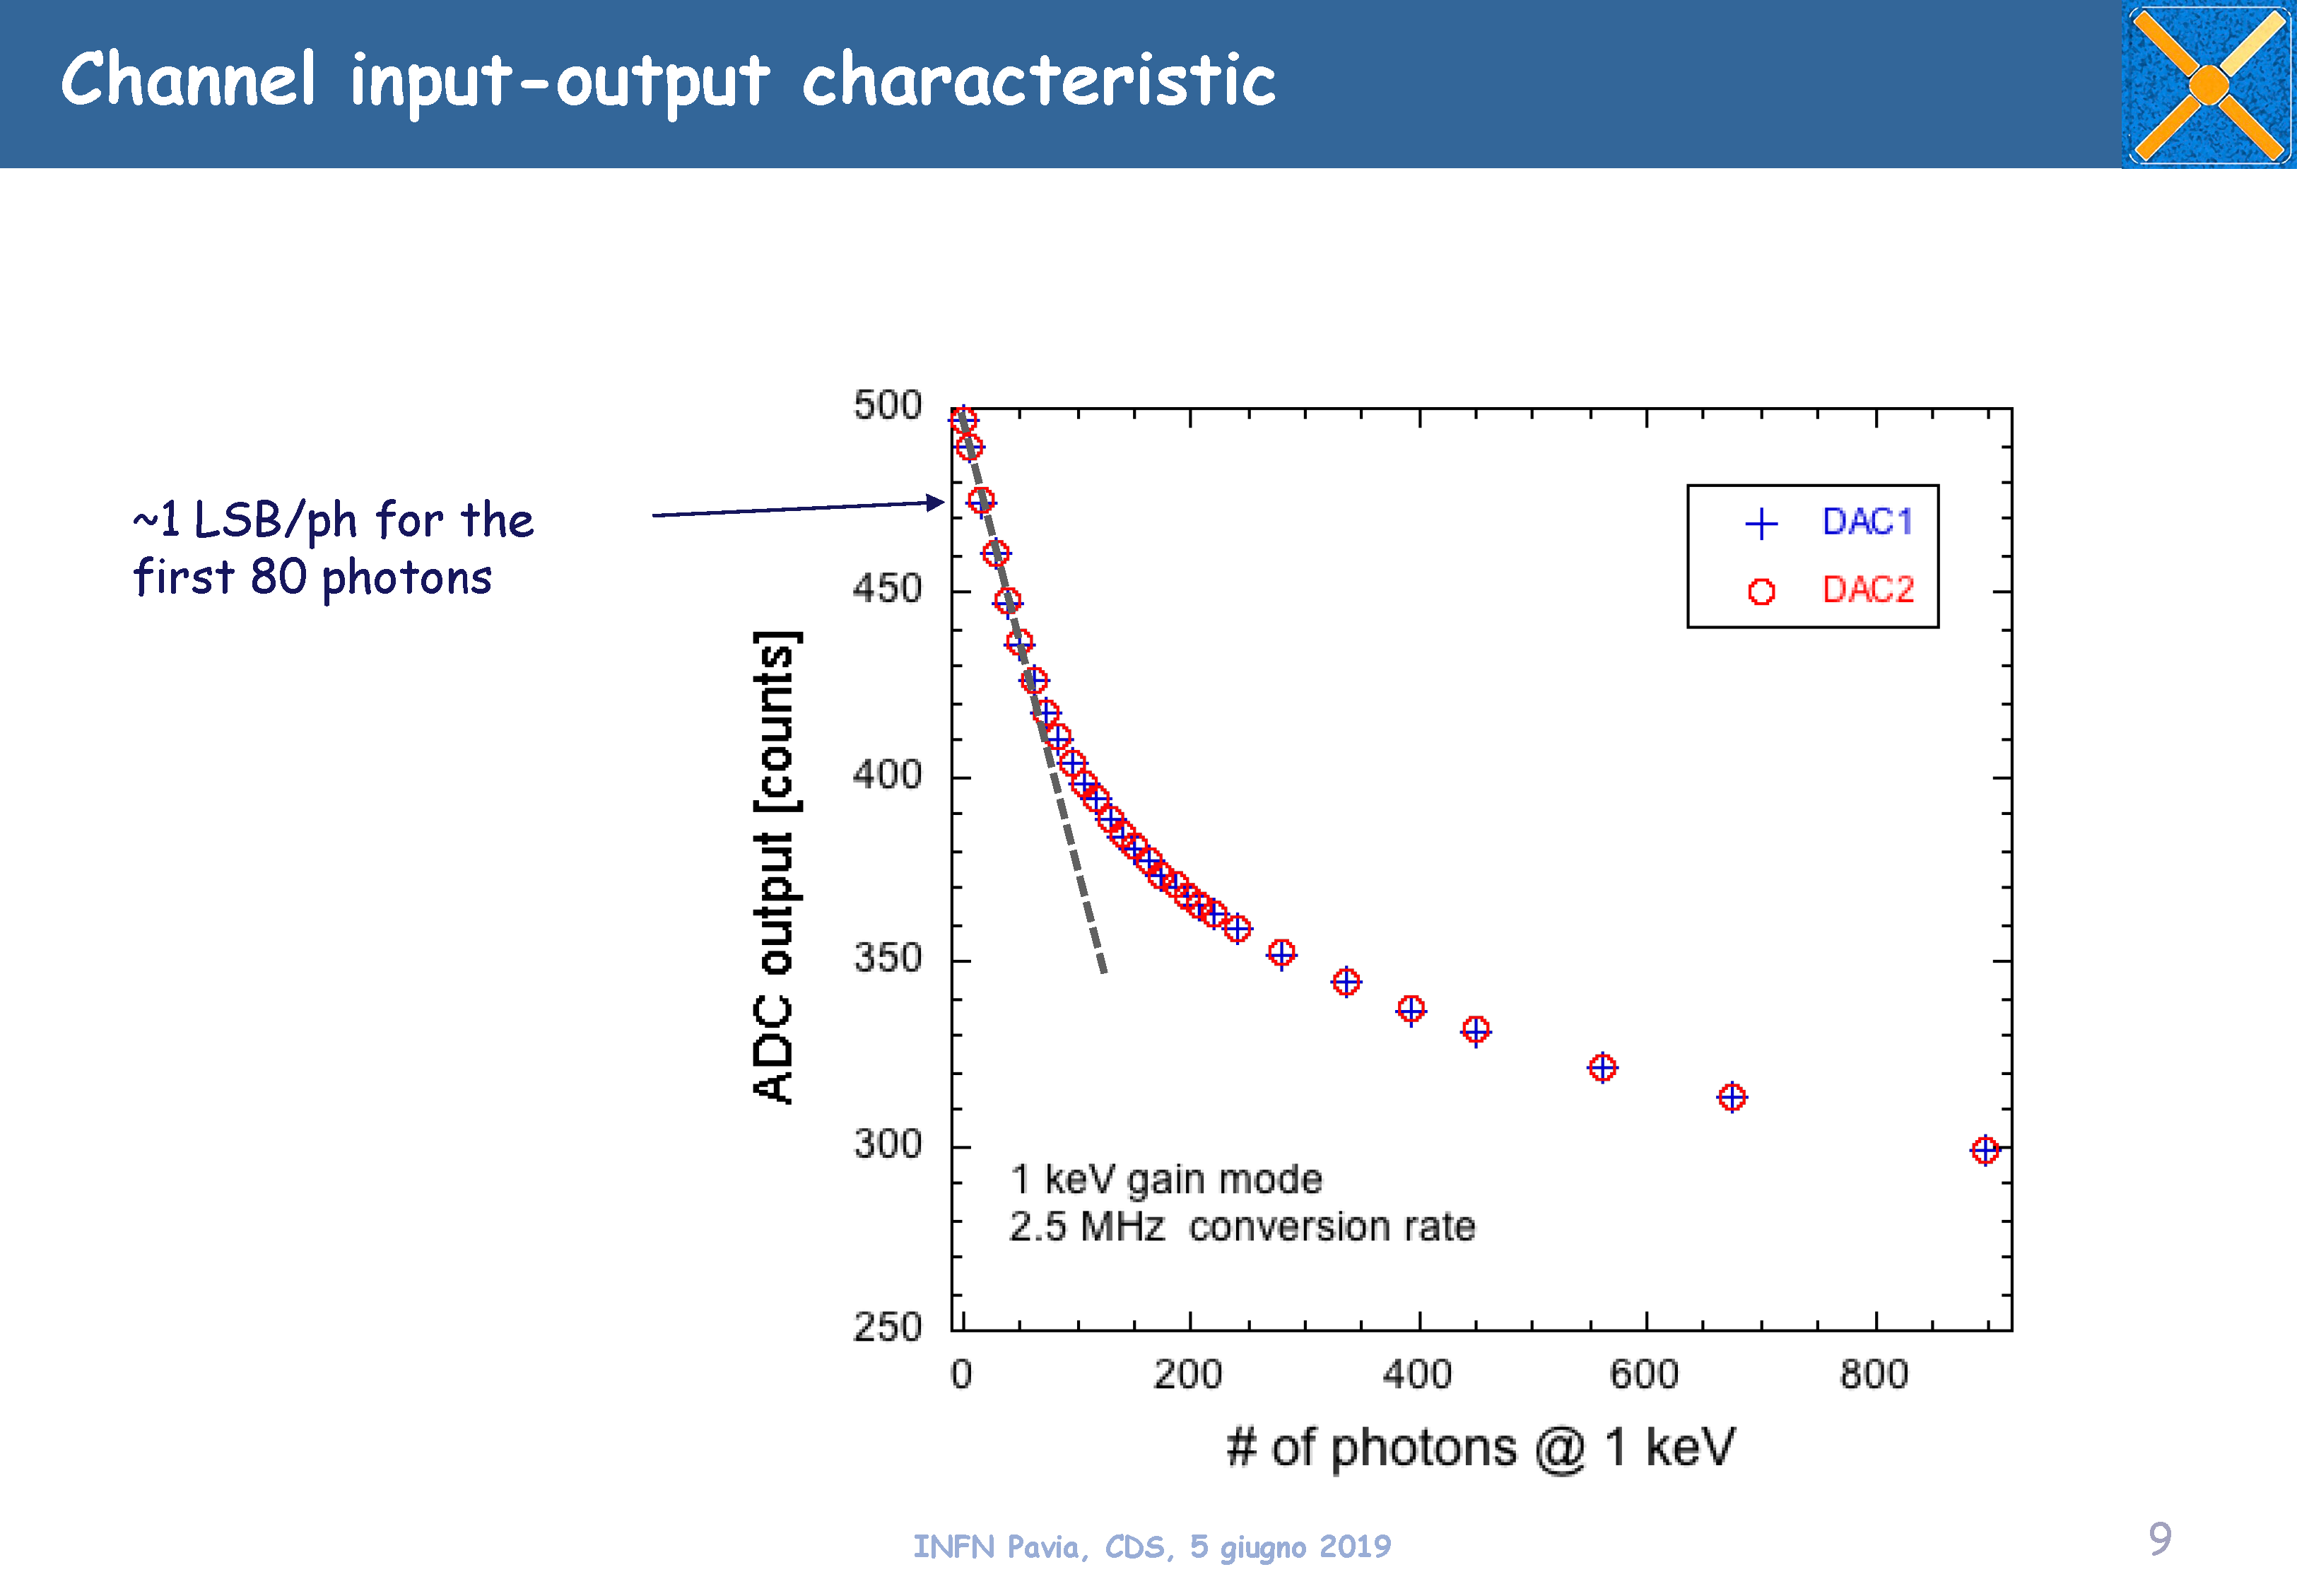 Channel input-output characteristic
~1 LSB/ph for the
first 80 photons
ADC output [counts]
500
450
400
350
300
250
DAC1
DAC2
1 keV gain mode
2.5 MHz conversion rate
0 200 400 600 800
# of photons @ 1 keV
INFN Pavia, CDS, 5 giugno 2019
9